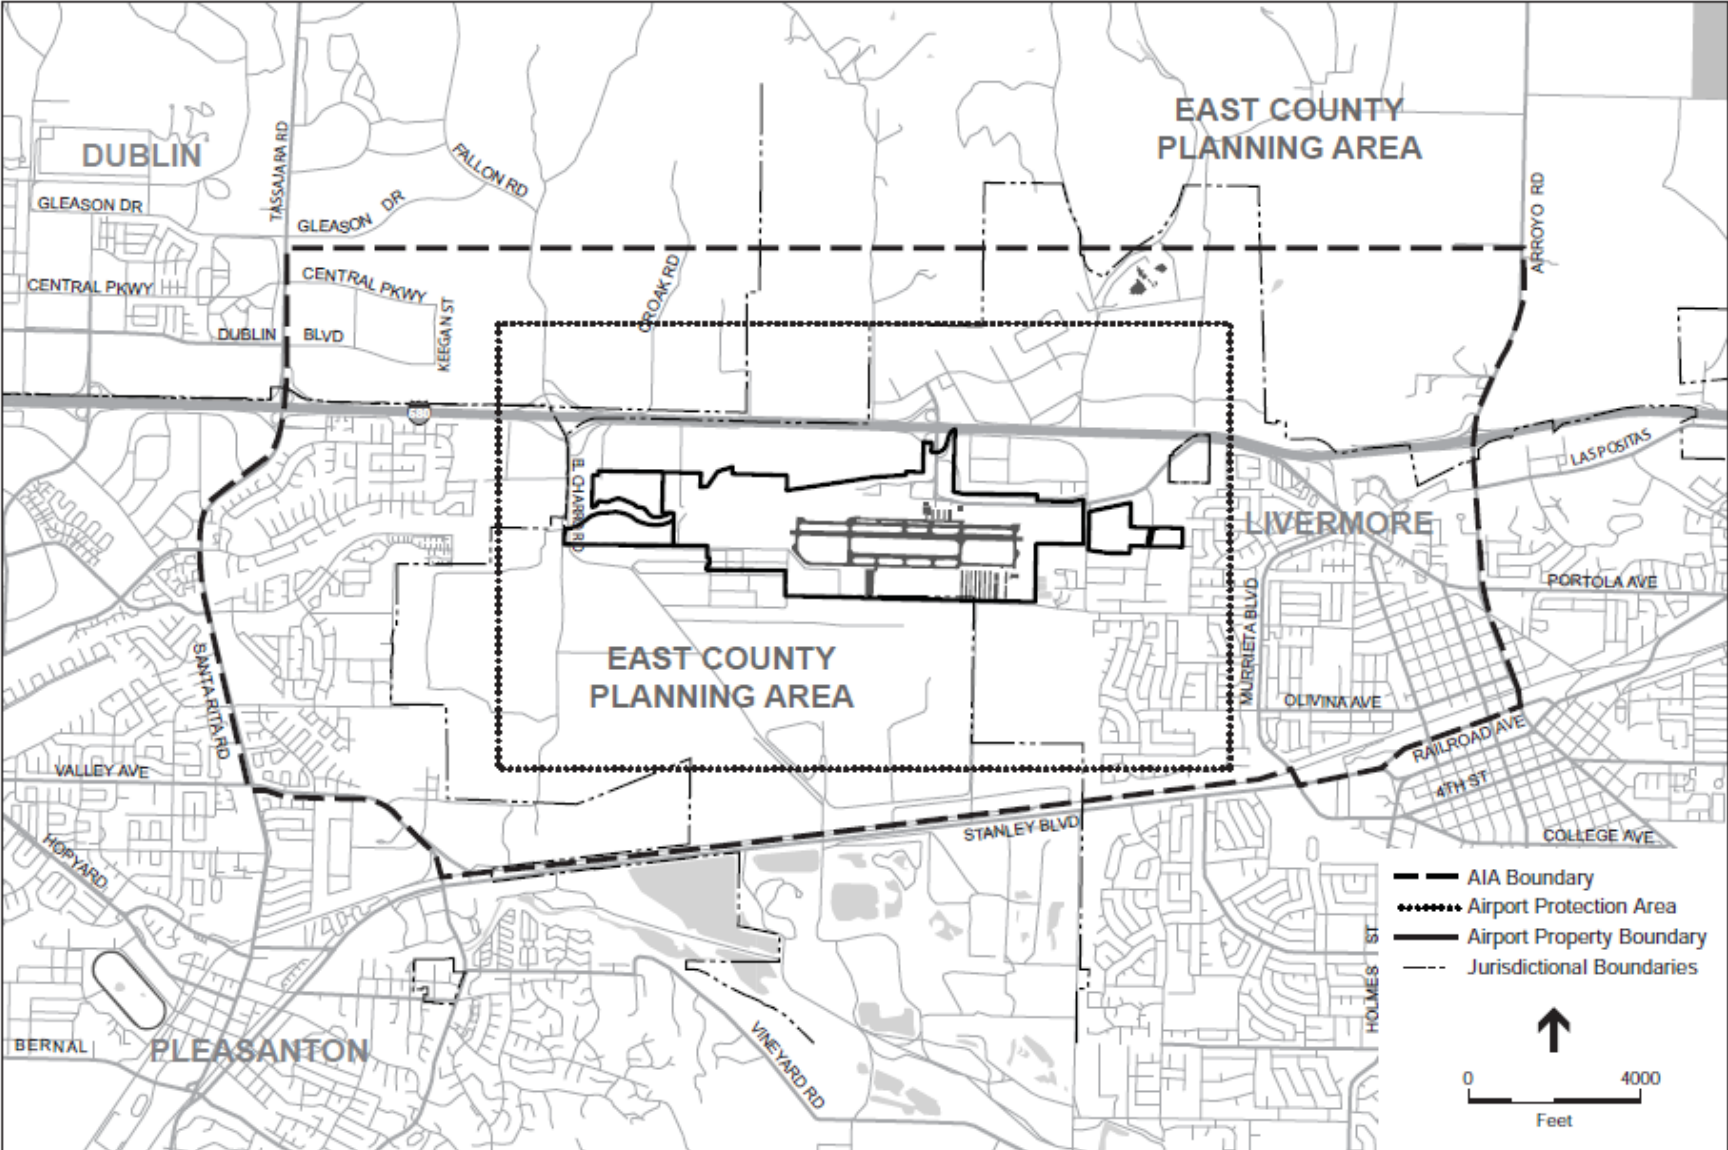 EAST COUNTY
PLANNING AREA
DUBLIN
TASSAJARA RD
FALLON RD
GLEASON DR
GLEASON DR
ARROYO RD
CENTRAL PKWY
CENTRAL PKWY
CROAK RD
KEEGAN ST
DUBLIN BLVD
680
LAS POSITAS
EL CHARRO RD
LIVERMORE
PORTOLA AVE
MURRIETA BLVD
EAST COUNTY
PLANNING AREA
SANTA RITA RD
OLIVINA AVE
RAILROAD AVE
VALLEY AVE
4TH ST
STANLEY BLVD
COLLEGE AVE
HOPYARD
AIA Boundary
Airport Protection Area
Airport Property Boundary
Jurisdictional Boundaries
HOLMES ST
VINEYARD RD
BERNAL
PLEASANTON
0 4000
Feet